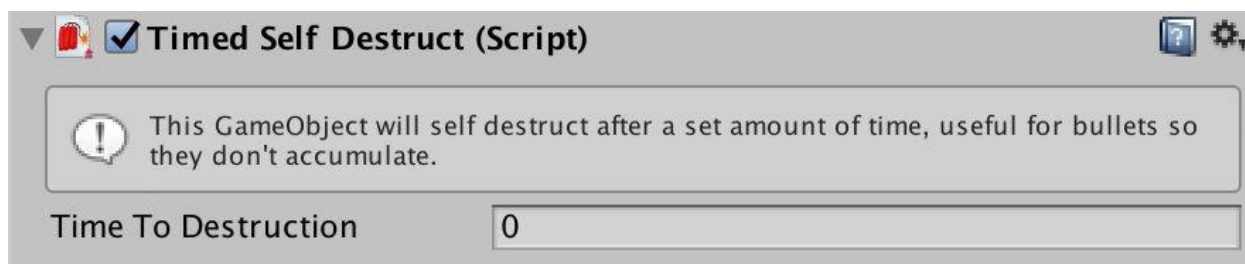 Timed Self Destruct (Script)
This GameObject will self destruct after a set amount of time, useful for bullets so
they don't accumulate.
Time To Destruction 0